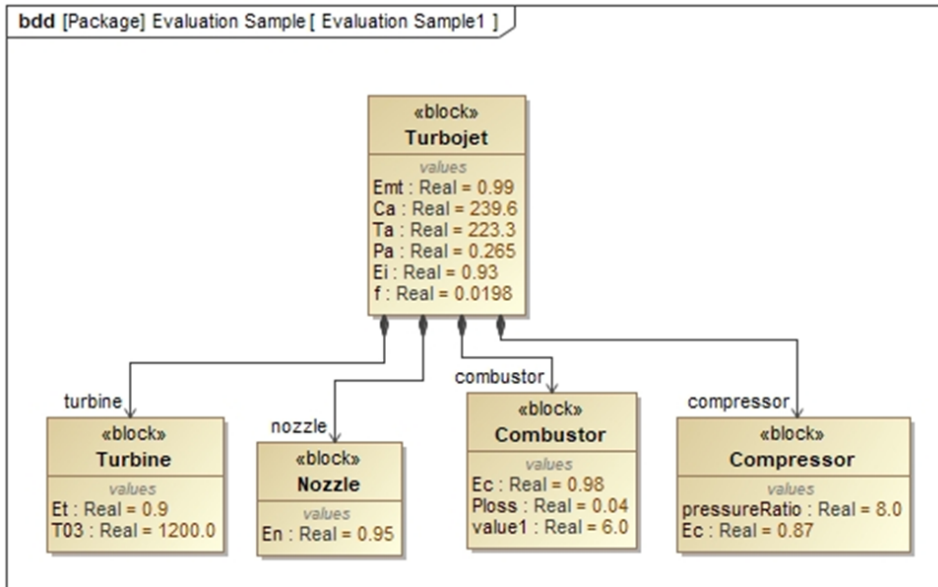 bdd [Package] Evaluation Sample [ Evaluation Sample1 ]
«block»
Turbojet
values
Emt : Real = 0.99
Ca : Real = 239.6
Ta : Real = 223.3
Pa : Real = 0.265
Ei : Real = 0.93
f : Real = 0.0198
turbine
nozzle
combustor
compressor
«block»
Turbine
values
Et : Real = 0.9
T03 : Real = 1200.0
«block»
Nozzle
values
En : Real = 0.95
«block»
Combustor
values
Ec : Real = 0.98
Ploss : Real = 0.04
value1 : Real = 6.0
«block»
Compressor
values
pressureRatio : Real = 8.0
Ec : Real = 0.87